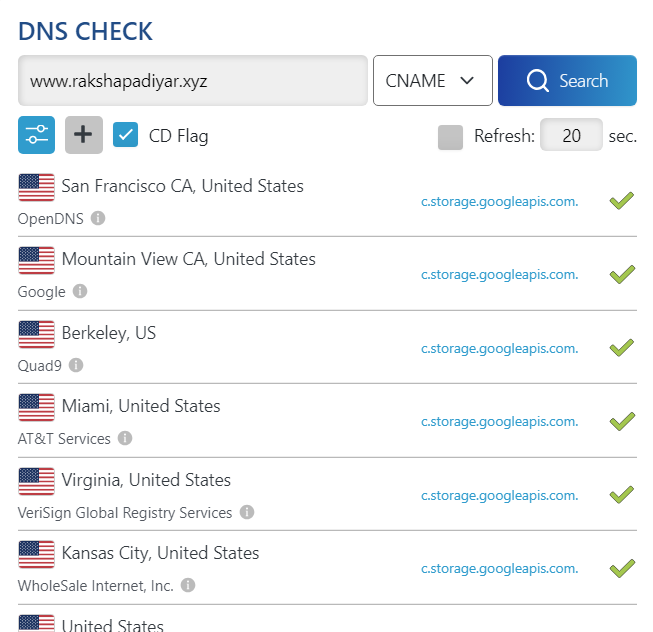 DNS CHECK
www.rakshapadiyar.xyz CNAME Search
CD Flag Refresh: 20 sec.
San Francisco CA, United States
OpenDNS c.storage.googleapis.com.
Mountain View CA, United States
Google c.storage.googleapis.com.
Berkeley, US
Quad9 c.storage.googleapis.com.
Miami, United States
AT&T Services c.storage.googleapis.com.
Virginia, United States
VeriSign Global Registry Services c.storage.googleapis.com.
Kansas City, United States
WholeSale Internet, Inc. c.storage.googleapis.com.
United States